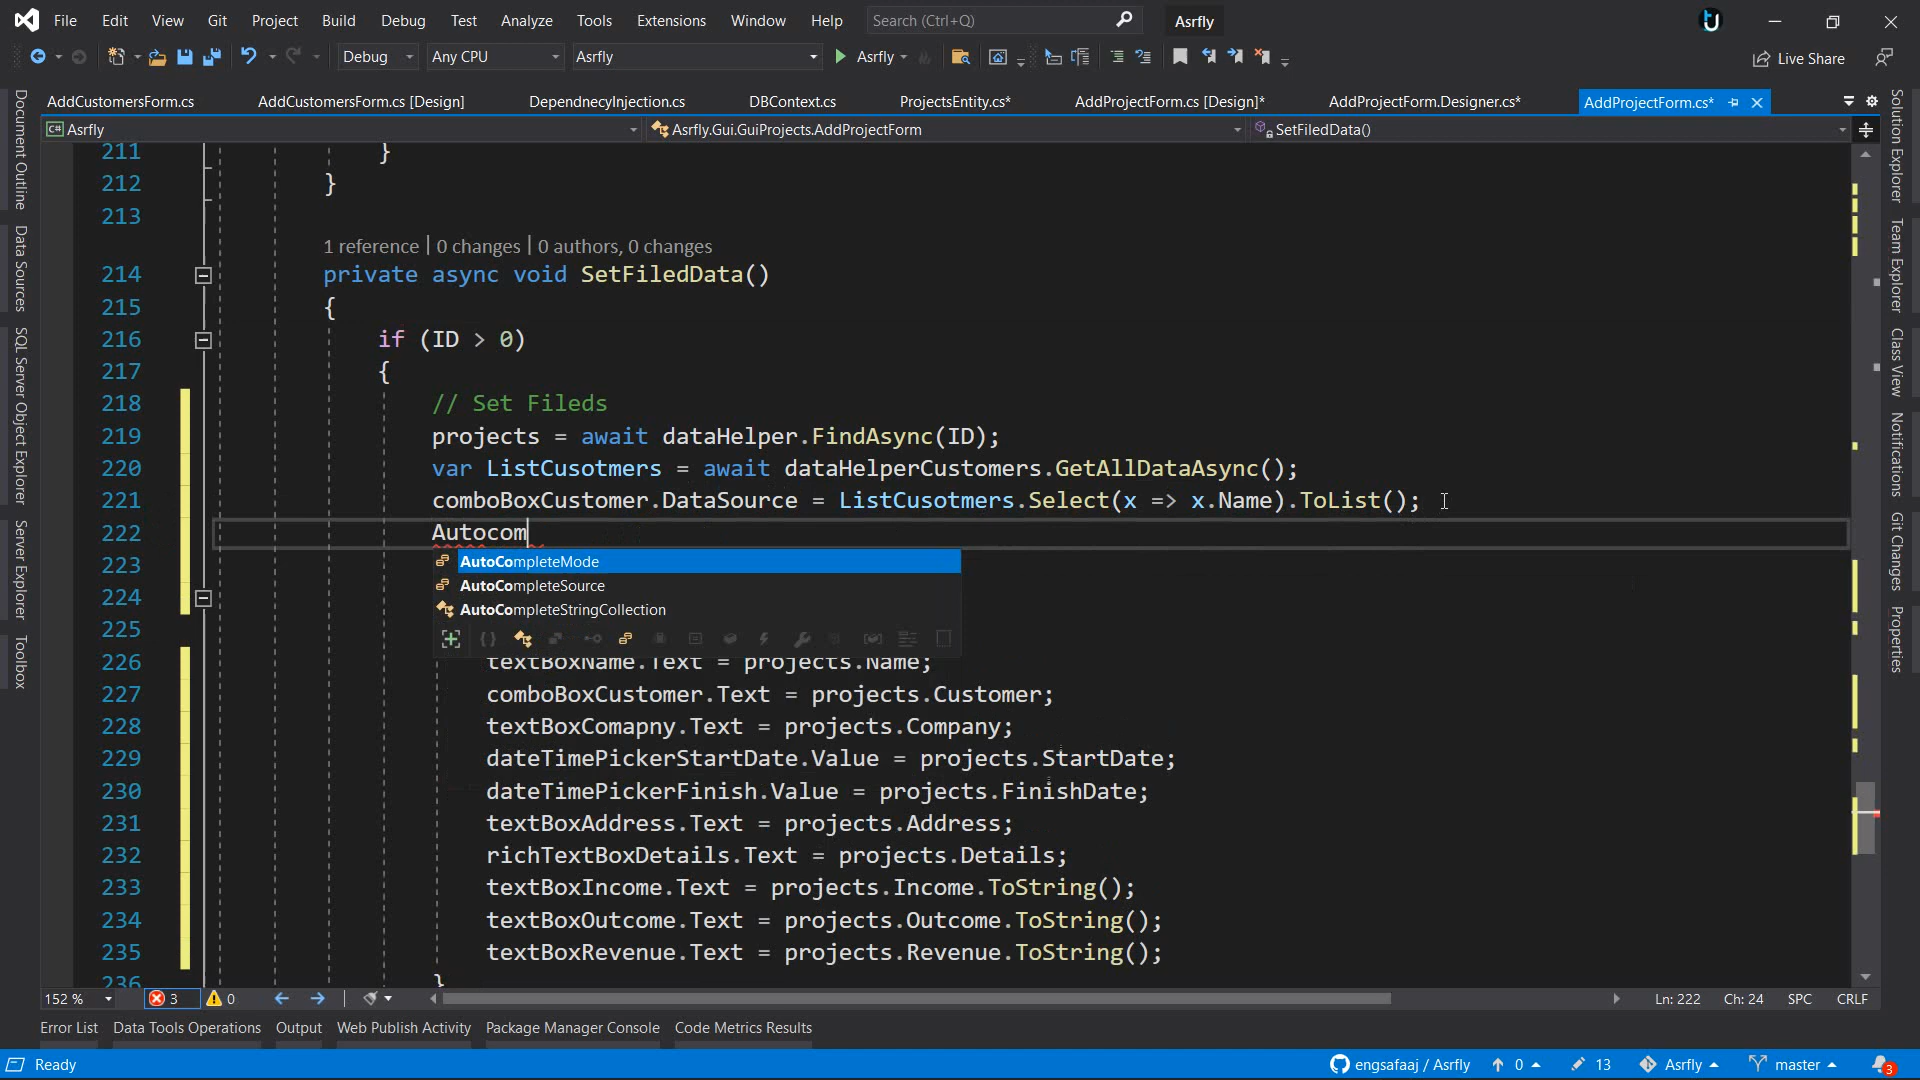 File Edit View Git Project Build Debug Test Analyze Tools Extensions Window Help Search (Ctrl+Q) Asrfly
Debug Any CPU Asrfly Asrfly Live Share
AddCustomersForm.cs AddCustomersForm.cs [Design] DependnecyInjection.cs DBContext.cs ProjectsEntity.cs* AddProjectForm.cs [Design]* AddProjectForm.Designer.cs* AddProjectForm.cs*
C# Asrfly Asrfly.Gui.GuiProjects.AddProjectForm SetFiledData()
211 }
212 }
213
1 reference | 0 changes | 0 authors, 0 changes
214 private async void SetFiledData()
215 {
216 if (ID > 0)
217 {
218 // Set Fileds
219 projects = await dataHelper.FindAsync(ID);
220 var ListCusotmers = await dataHelperCustomers.GetAllDataAsync();
221 comboBoxCustomer.DataSource = ListCusotmers.Select(x => x.Name).ToList();
222 Autocom
223 AutoCompleteMode
AutoCompleteSource
224 AutoCompleteStringCollection
225
226 textBoxName.Text = projects.Name;
227 comboBoxCustomer.Text = projects.Customer;
228 textBoxComapny.Text = projects.Company;
229 dateTimePickerStartDate.Value = projects.StartDate;
230 dateTimePickerFinish.Value = projects.FinishDate;
231 textBoxAddress.Text = projects.Address;
232 richTextBoxDetails.Text = projects.Details;
233 textBoxIncome.Text = projects.Income.ToString();
234 textBoxOutcome.Text = projects.Outcome.ToString();
235 textBoxRevenue.Text = projects.Revenue.ToString();
236 }
152 % 3 0 Ln: 222 Ch: 24 SPC CRLF
Error List Data Tools Operations Output Web Publish Activity Package Manager Console Code Metrics Results
Ready engsafaaj / Asrfly 0 13 Asrfly master 3
Document Outline
Data Sources
SQL Server Object Explorer
Server Explorer
Toolbox
Solution Explorer
Team Explorer
Class View
Notifications
Git Changes
Properties